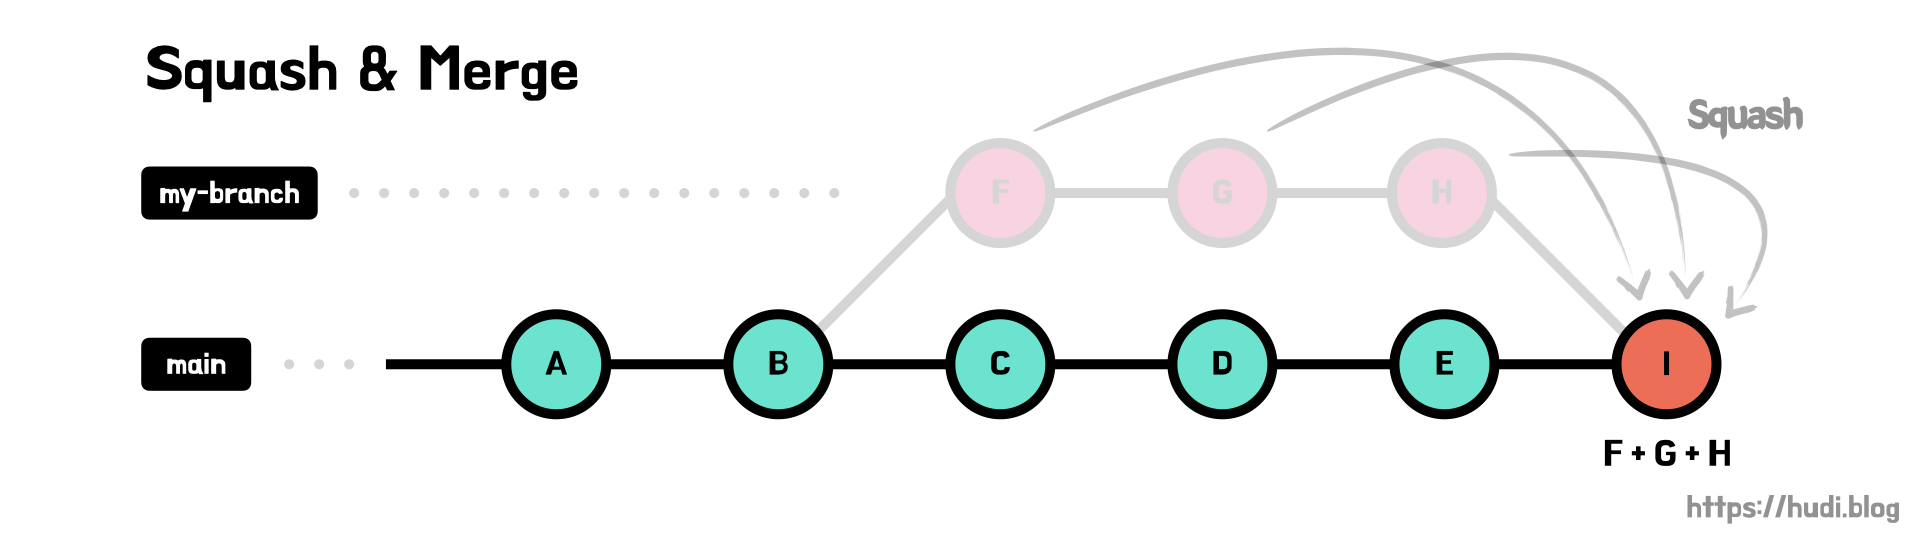 Squash & Merge
Squash
my-branch
F G H
main
A B C D E I
F + G + H
https://hudi.blog